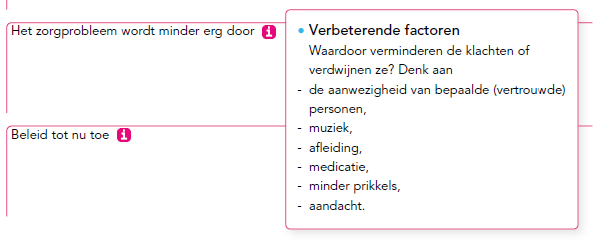 Het zorgprobleem wordt minder erg door i
• Verbeterende factoren
Waardoor verminderen de klachten of
verdwijnen ze? Denk aan
- de aanwezigheid van bepaalde (vertrouwde)
personen,
- muziek,
- afleiding,
- medicatie,
- minder prikkels,
- aandacht.
Beleid tot nu toe i